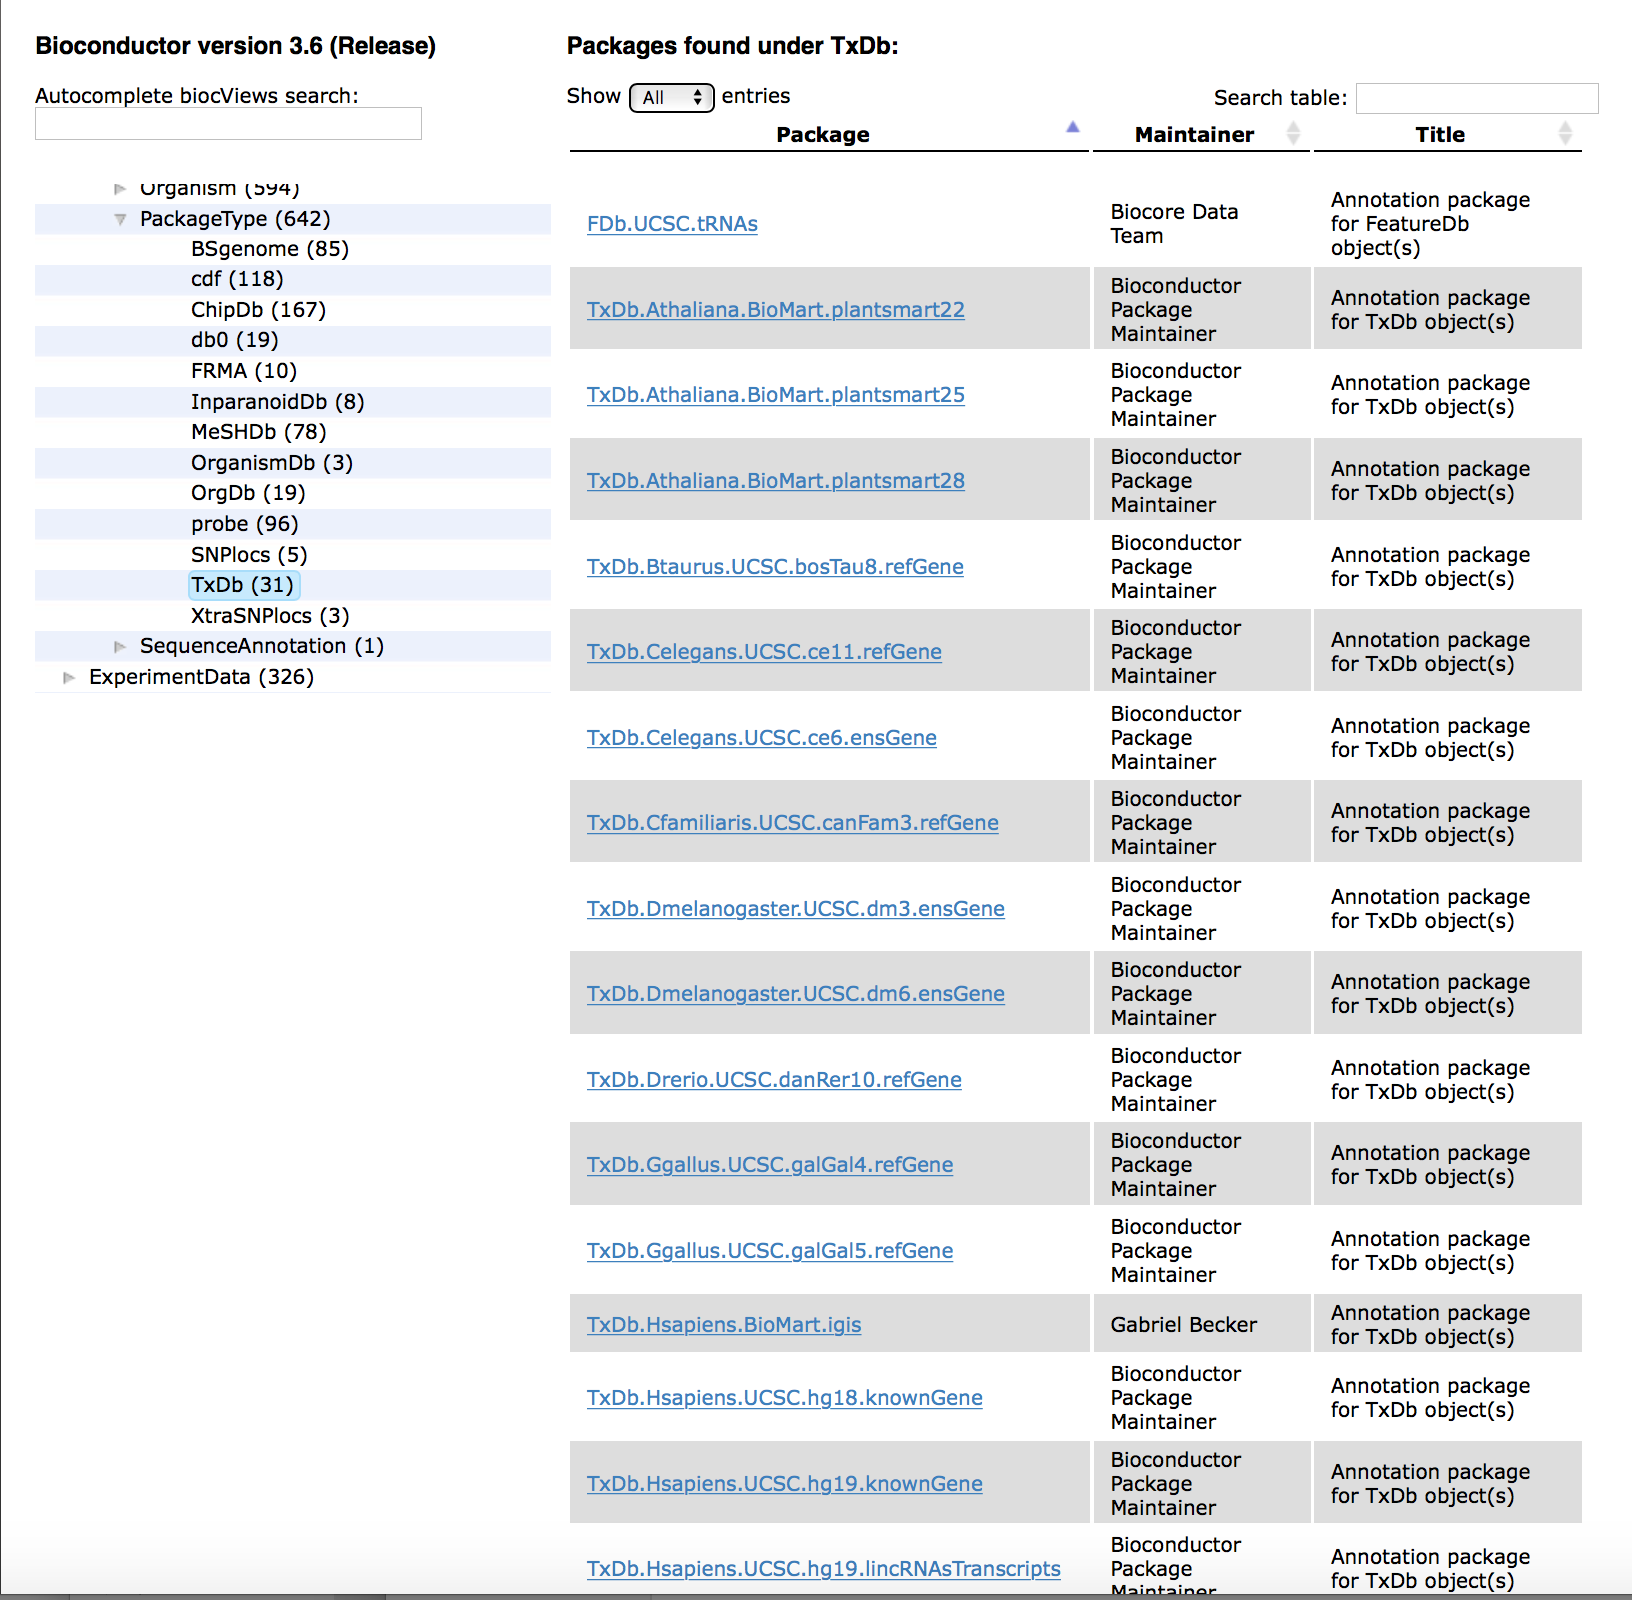 Bioconductor version 3.6 (Release)
Autocomplete biocViews search:
Organism (594)
PackageType (642)
BSgenome (85)
cdf (118)
ChipDb (167)
db0 (19)
FRMA (10)
InparanoidDb (8)
MeSHDb (78)
OrganismDb (3)
OrgDb (19)
probe (96)
SNPlocs (5)
TxDb (31)
XtraSNPlocs (3)
SequenceAnnotation (1)
ExperimentData (326)
Packages found under TxDb:
Show All entries
Search table:
Package Maintainer Title
FDb.UCSC.tRNAs
Biocore Data
Team
Annotation package
for FeatureDb
object(s)
TxDb.Athaliana.BioMart.plantsmart22
Bioconductor
Package
Maintainer
Annotation package
for TxDb object(s)
TxDb.Athaliana.BioMart.plantsmart25
Bioconductor
Package
Maintainer
Annotation package
for TxDb object(s)
TxDb.Athaliana.BioMart.plantsmart28
Bioconductor
Package
Maintainer
Annotation package
for TxDb object(s)
TxDb.Btaurus.UCSC.bosTau8.refGene
Bioconductor
Package
Maintainer
Annotation package
for TxDb object(s)
TxDb.Celegans.UCSC.ce11.refGene
Bioconductor
Package
Maintainer
Annotation package
for TxDb object(s)
TxDb.Celegans.UCSC.ce6.ensGene
Bioconductor
Package
Maintainer
Annotation package
for TxDb object(s)
TxDb.Cfamiliaris.UCSC.canFam3.refGene
Bioconductor
Package
Maintainer
Annotation package
for TxDb object(s)
TxDb.Dmelanogaster.UCSC.dm3.ensGene
Bioconductor
Package
Maintainer
Annotation package
for TxDb object(s)
TxDb.Dmelanogaster.UCSC.dm6.ensGene
Bioconductor
Package
Maintainer
Annotation package
for TxDb object(s)
TxDb.Drerio.UCSC.danRer10.refGene
Bioconductor
Package
Maintainer
Annotation package
for TxDb object(s)
TxDb.Ggallus.UCSC.galGal4.refGene
Bioconductor
Package
Maintainer
Annotation package
for TxDb object(s)
TxDb.Ggallus.UCSC.galGal5.refGene
Bioconductor
Package
Maintainer
Annotation package
for TxDb object(s)
TxDb.Hsapiens.BioMart.igis
Gabriel Becker
Annotation package
for TxDb object(s)
TxDb.Hsapiens.UCSC.hg18.knownGene
Bioconductor
Package
Maintainer
Annotation package
for TxDb object(s)
TxDb.Hsapiens.UCSC.hg19.knownGene
Bioconductor
Package
Maintainer
Annotation package
for TxDb object(s)
TxDb.Hsapiens.UCSC.hg19.lincRNAsTranscripts
Bioconductor
Package
Maintainer
Annotation package
for TxDb object(s)